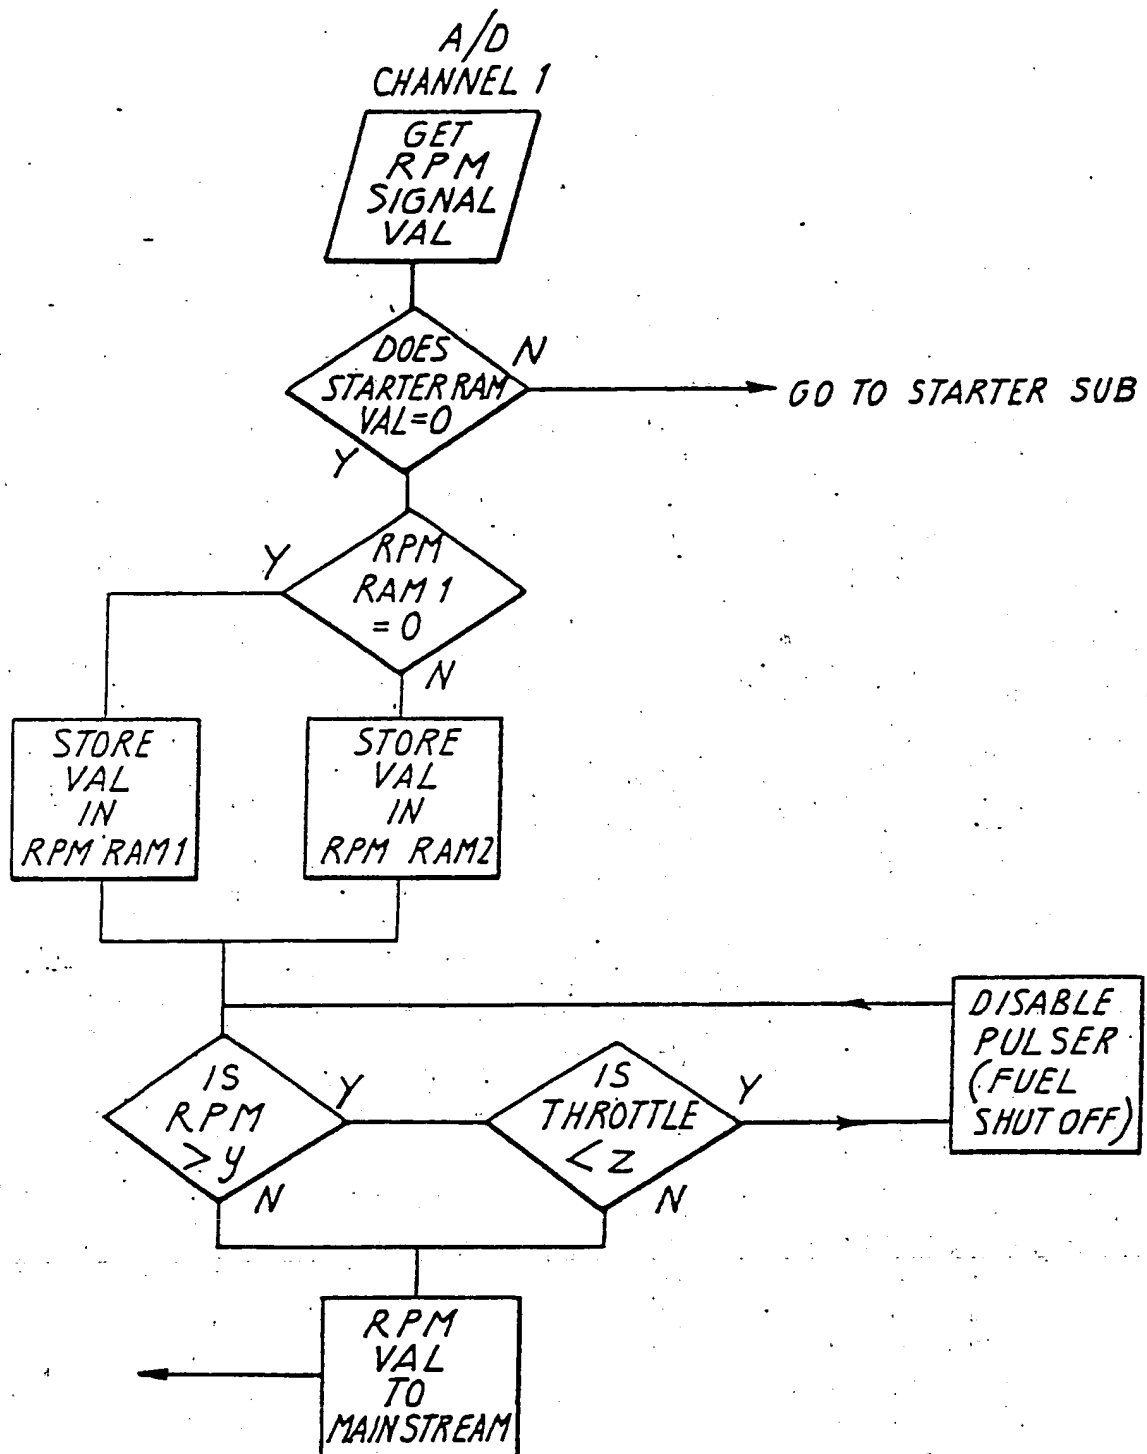 A/D
CHANNEL 1
GET
RPM
SIGNAL
VAL
DOES
STARTER RAM
VAL=0
N
GO TO STARTER SUB
Y
RPM
RAM 1
= 0
Y
N
STORE
VAL
IN
RPM RAM1
STORE
VAL
IN
RPM RAM2
DISABLE
PULSER
(FUEL
SHUT OFF)
IS
RPM
> y
Y
N
IS
THROTTLE
< z
Y
N
RPM
VAL
TO
MAINSTREAM